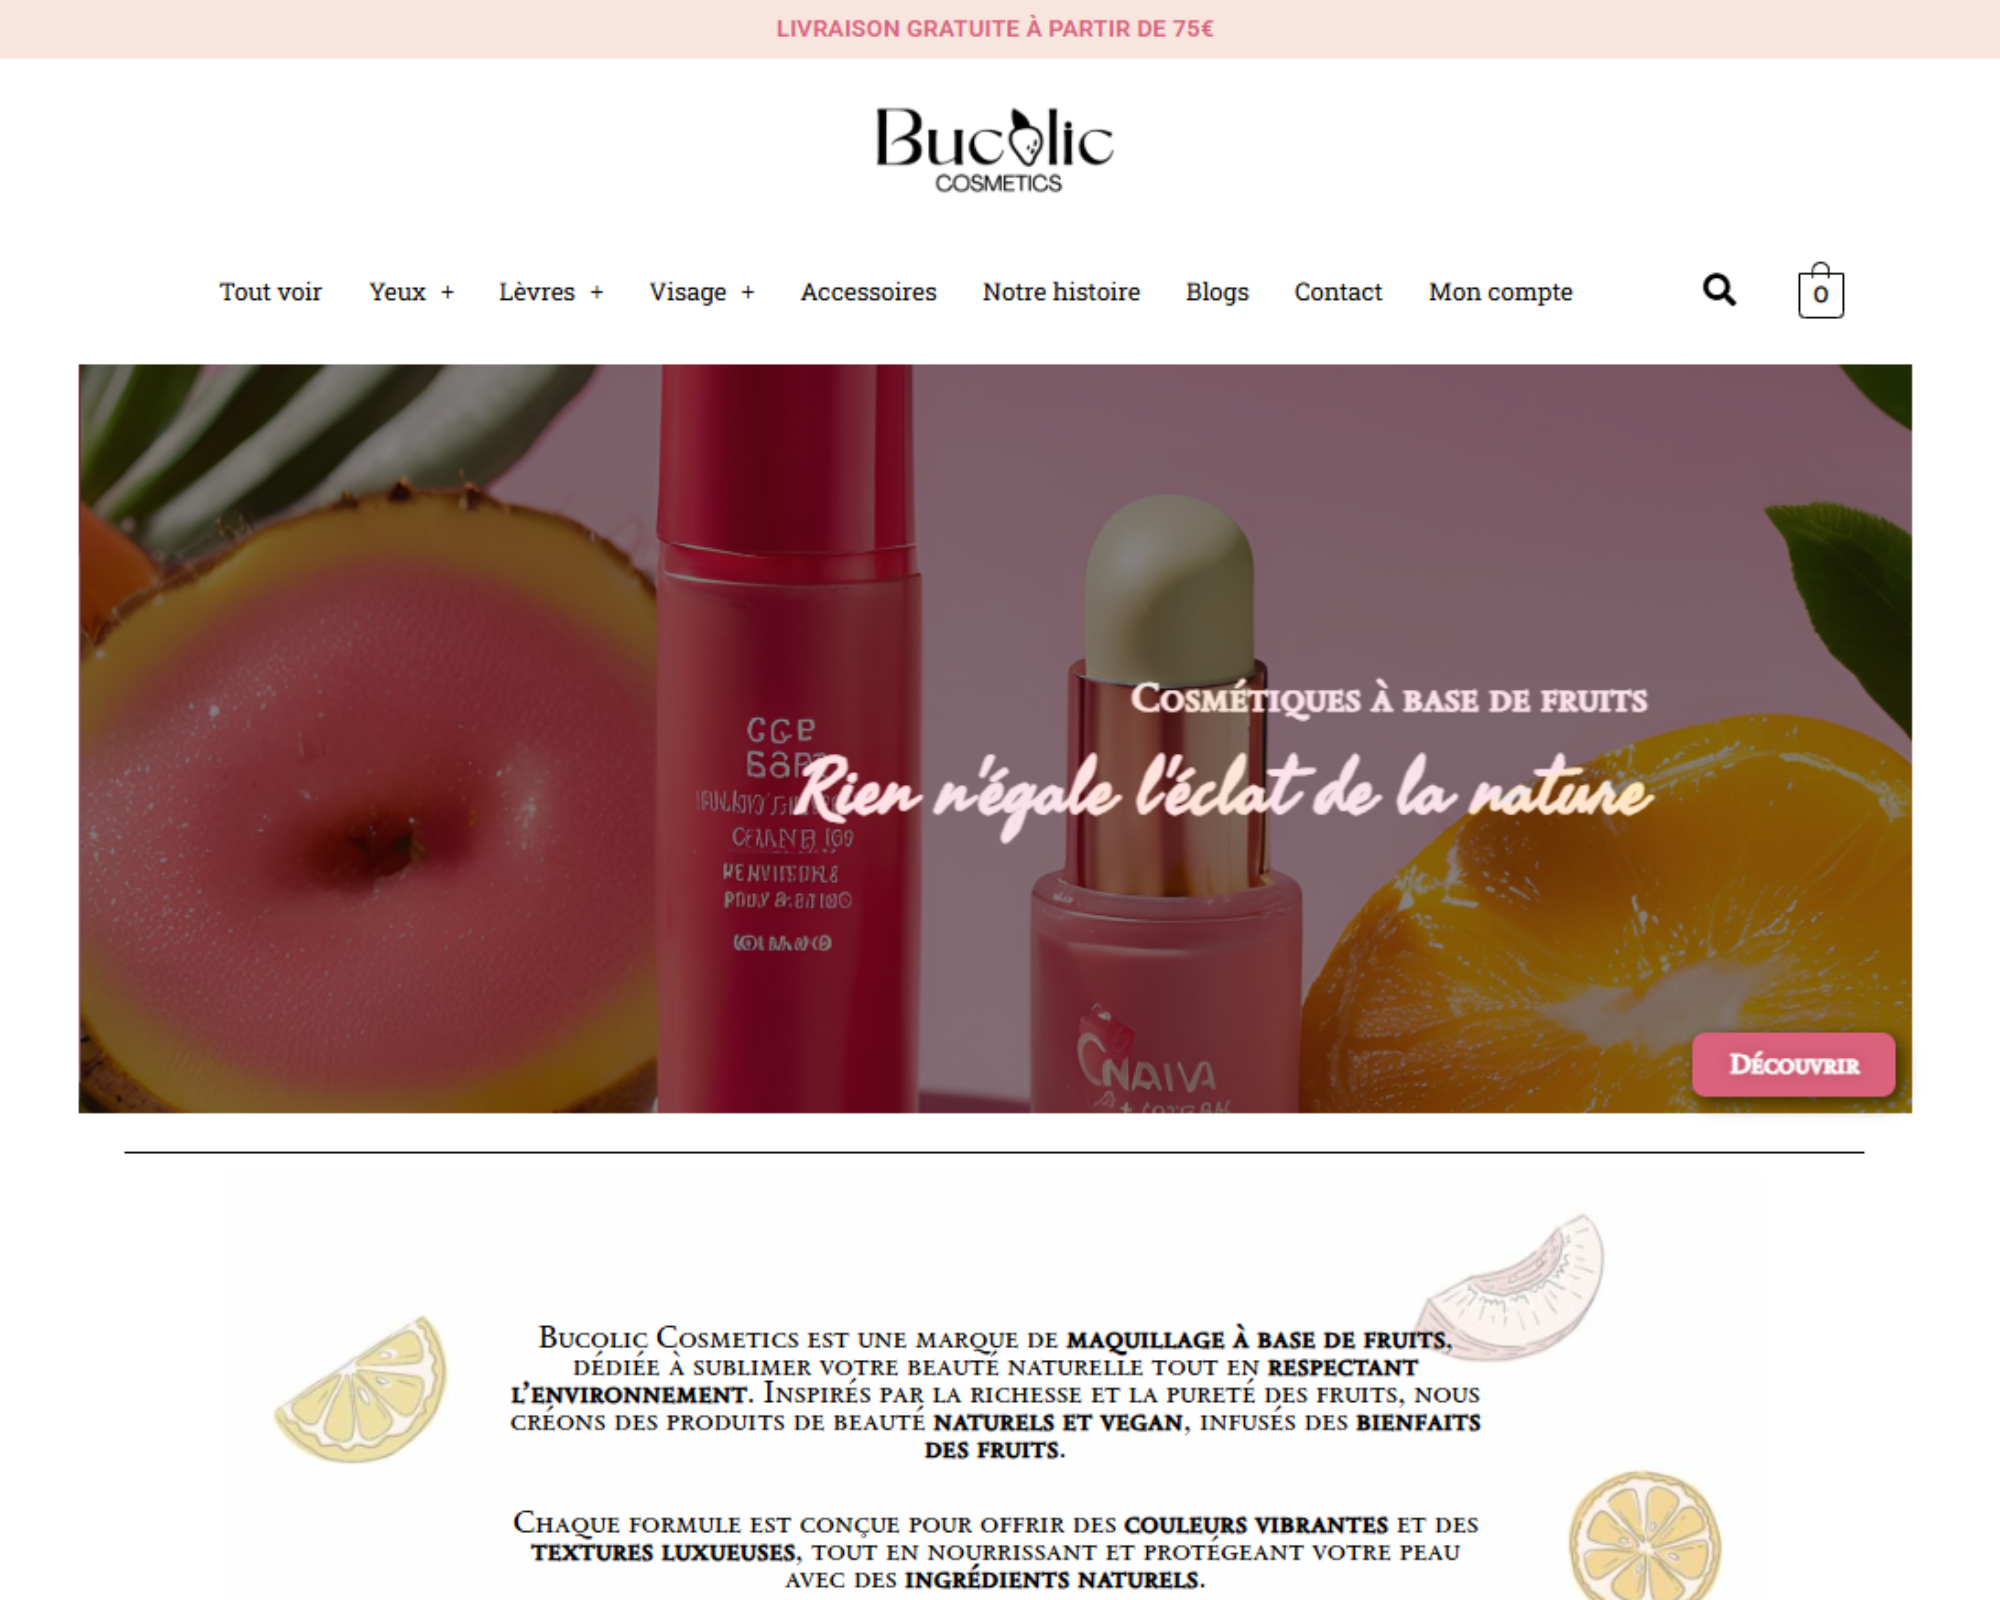 LIVRAISON GRATUITE À PARTIR DE 75€
Bucolic
COSMETICS
Tout voir Yeux + Lèvres + Visage + Accessoires Notre histoire Blogs Contact Mon compte 0
Cosmétiques à base de fruits
Rien n'égale l'éclat de la nature
CNAIVA
Découvrir
Bucolic Cosmetics est une marque de maquillage à base de fruits,
dédiée à sublimer votre beauté naturelle tout en respectant
l’environnement. Inspirés par la richesse et la pureté des fruits, nous
créons des produits de beauté naturels et vegan, infusés des bienfaits
des fruits.
Chaque formule est conçue pour offrir des couleurs vibrantes et des
textures luxueuses, tout en nourrissant et protégeant votre peau
avec des ingrédients naturels.